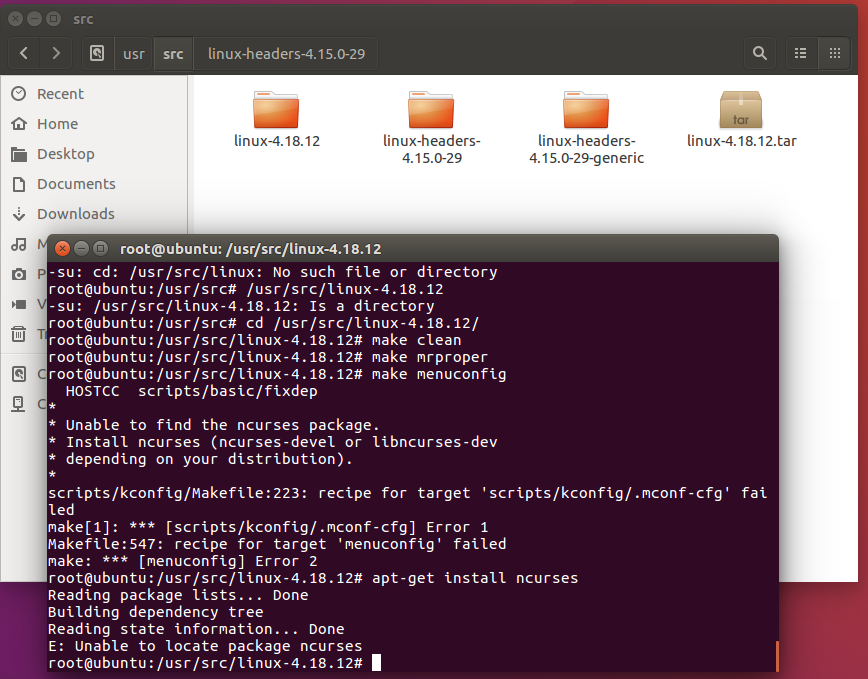 src
usr
src
linux-headers-4.15.0-29
Recent
Home
Desktop
Documents
Downloads
linux-4.18.12
linux-headers-
4.15.0-29
linux-headers-
4.15.0-29-generic
tar
linux-4.18.12.tar
root@ubuntu: /usr/src/linux-4.18.12
-su: cd: /usr/src/linux: No such file or directory
root@ubuntu:/usr/src# /usr/src/linux-4.18.12
-su: /usr/src/linux-4.18.12: Is a directory
root@ubuntu:/usr/src# cd /usr/src/linux-4.18.12/
root@ubuntu:/usr/src/linux-4.18.12# make clean
root@ubuntu:/usr/src/linux-4.18.12# make mrproper
root@ubuntu:/usr/src/linux-4.18.12# make menuconfig
  HOSTCC  scripts/basic/fixdep
*
* Unable to find the ncurses package.
* Install ncurses (ncurses-devel or libncurses-dev
* depending on your distribution).
*
scripts/kconfig/Makefile:223: recipe for target 'scripts/kconfig/.mconf-cfg' fai
led
make[1]: *** [scripts/kconfig/.mconf-cfg] Error 1
Makefile:547: recipe for target 'menuconfig' failed
make: *** [menuconfig] Error 2
root@ubuntu:/usr/src/linux-4.18.12# apt-get install ncurses
Reading package lists... Done
Building dependency tree
Reading state information... Done
E: Unable to locate package ncurses
root@ubuntu:/usr/src/linux-4.18.12#